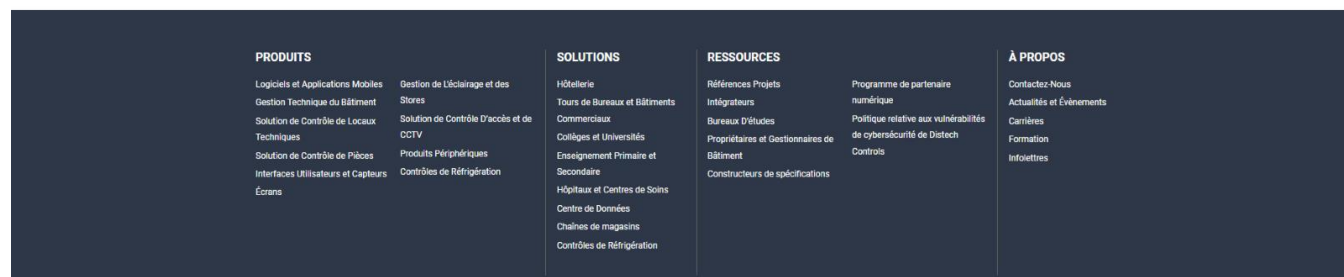 PRODUITS
Logiciels et Applications Mobiles
Gestion Technique du Bâtiment
Solution de Contrôle de Locaux
Techniques
Solution de Contrôle de Pièces
Interfaces Utilisateurs et Capteurs
Écrans
Gestion de L'éclairage et des
Stores
Solution de Contrôle D'accès et de
CCTV
Produits Périphériques
Contrôles de Réfrigération
SOLUTIONS
Hôtellerie
Tours de Bureaux et Bâtiments
Commerciaux
Collèges et Universités
Enseignement Primaire et
Secondaire
Hôpitaux et Centres de Soins
Centre de Données
Chaînes de magasins
Contrôles de Réfrigération
RESSOURCES
Références Projets
Intégrateurs
Bureaux D'études
Propriétaires et Gestionnaires de
Bâtiment
Constructeurs de spécifications
Programme de partenaire
numérique
Politique relative aux vulnérabilités
de cybersécurité de Distech
Controls
À PROPOS
Contactez-Nous
Actualités et Évènements
Carrières
Formation
Infolettres